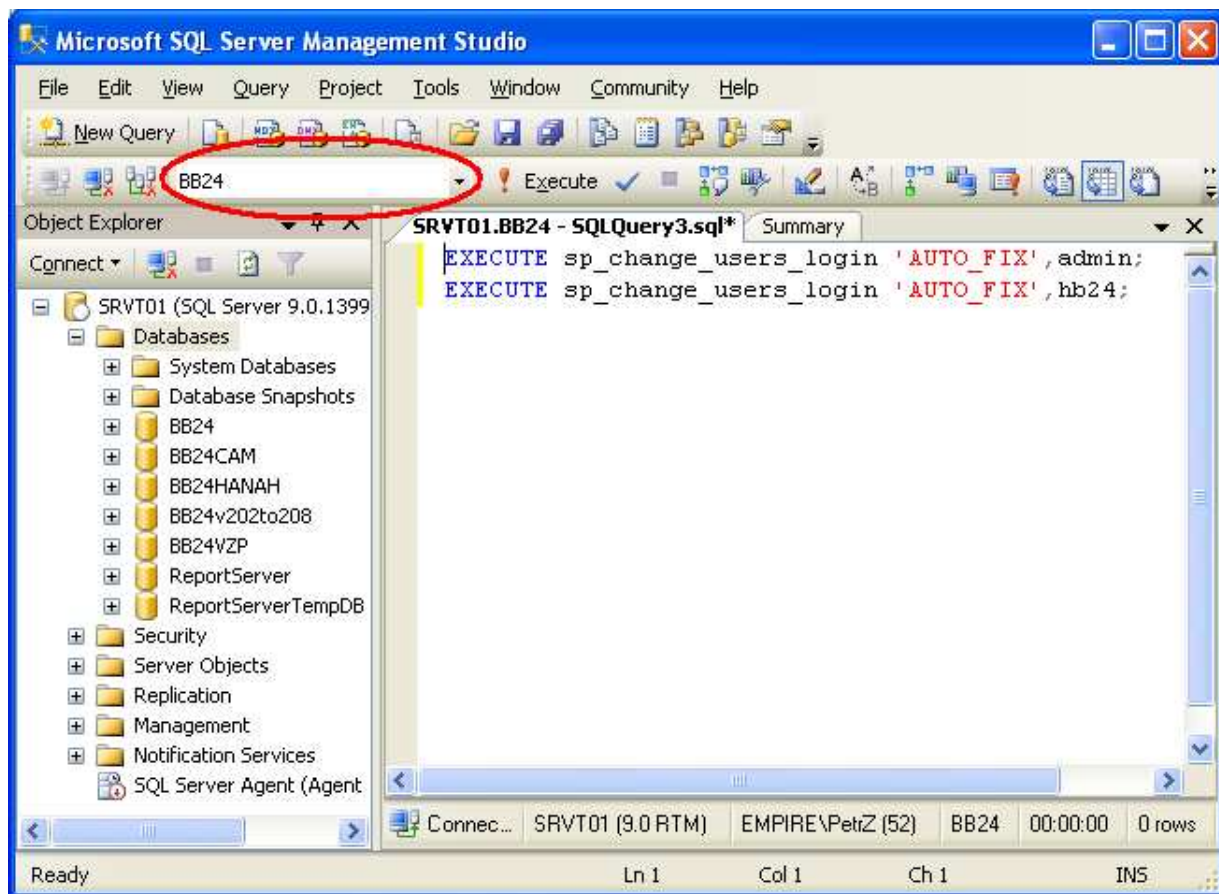 Microsoft SQL Server Management Studio
File Edit View Query Project Tools Window Community Help
New Query
BB24 Execute
Object Explorer
SRVT01.BB24 - SQLQuery3.sql* Summary
Connect
EXECUTE sp_change_users_login 'AUTO_FIX',admin;
EXECUTE sp_change_users_login 'AUTO_FIX',hb24;
SRVT01 (SQL Server 9.0.1399
Databases
System Databases
Database Snapshots
BB24
BB24CAM
BB24HANAH
BB24v202to208
BB24VZP
ReportServer
ReportServerTempDB
Security
Server Objects
Replication
Management
Notification Services
SQL Server Agent (Agent
Connec... SRVT01 (9.0 RTM) EMPIRE\PetrZ (52) BB24 00:00:00 0 rows
Ready Ln 1 Col 1 Ch 1 INS